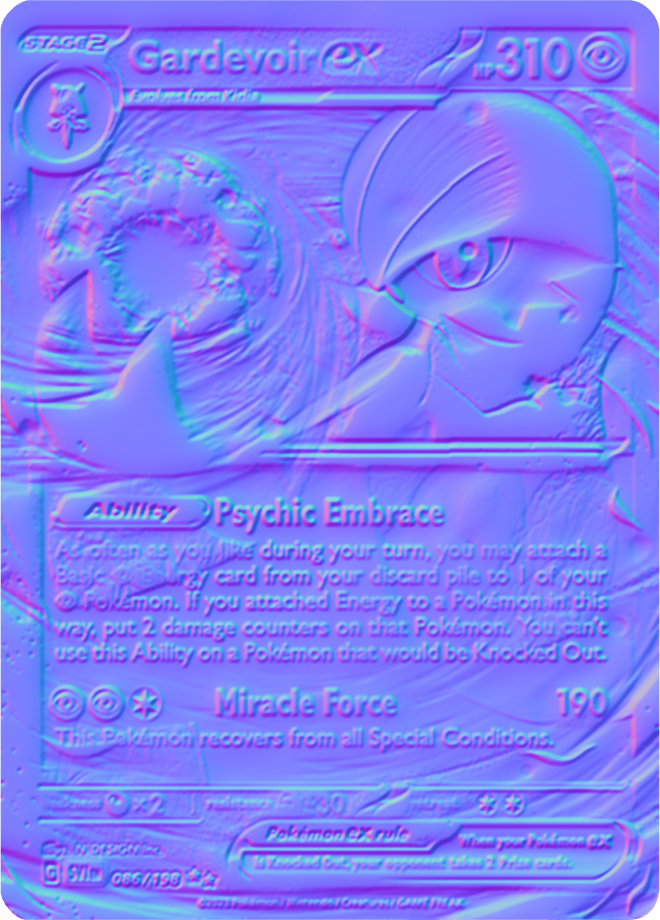 STAGE2
Gardevoir ex
HP 310
Evolves from Kirlia
Ability Psychic Embrace
As often as you like during your turn, you may attach a
Basic Energy card from your discard pile to 1 of your
Pokémon. If you attached Energy to a Pokémon in this
way, put 2 damage counters on that Pokémon. You can't
use this Ability on a Pokémon that would be Knocked Out.
Miracle Force 190
This Pokémon recovers from all Special Conditions.
weakness ×2 resistance -30 retreat
Pokémon ex rule When your Pokémon ex
is Knocked Out, your opponent takes 2 Prize cards.
Illus. N-DESIGN Inc.
G 086/198
©2023 Pokémon / Nintendo / Creatures / GAME FREAK